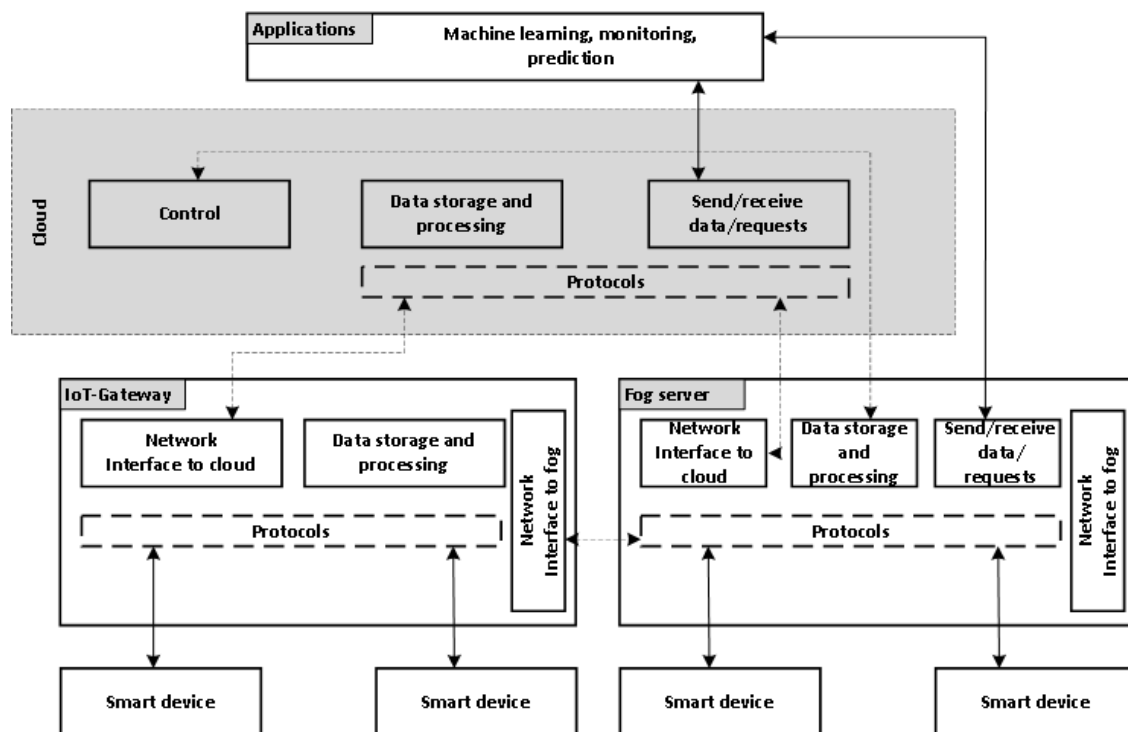 Applications
Machine learning, monitoring,
prediction
Cloud
Control
Data storage and
processing
Send/receive
data/requests
Protocols
IoT-Gateway
Network
Interface to cloud
Data storage and
processing
Network
Interface to fog
Protocols
Fog server
Network
Interface to
cloud
Data storage
and
processing
Send/receive
data/
requests
Network
Interface to fog
Protocols
Smart device
Smart device
Smart device
Smart device